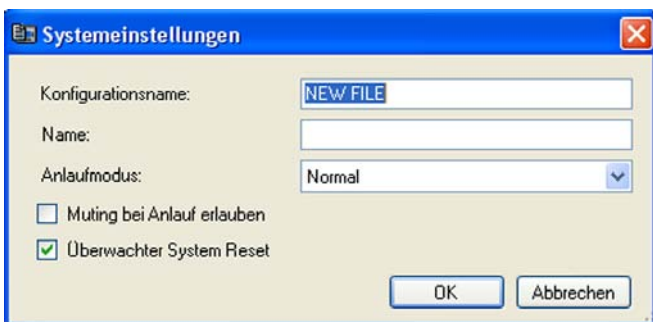 Systemeinstellungen
Konfigurationsname: NEW FILE
Name:
Anlaufmodus: Normal
Muting bei Anlauf erlauben
Überwachter System Reset
OK Abbrechen